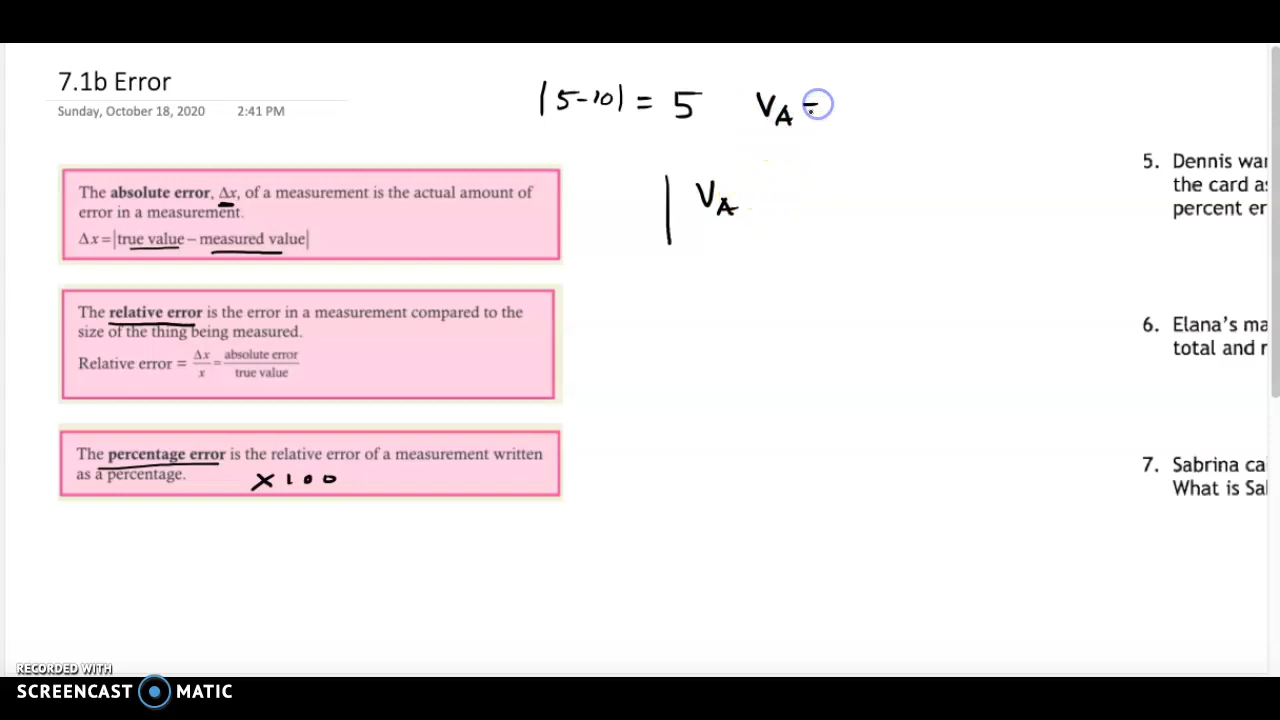 7.1b Error
Sunday, October 18, 2020 2:41 PM
|5-10| = 5 VA =
| VA
The absolute error, Δx, of a measurement is the actual amount of
error in a measurement.
Δx=|true value – measured value|
The relative error is the error in a measurement compared to the
size of the thing being measured.
Relative error = Δx/x = absolute error/true value
The percentage error is the relative error of a measurement written
as a percentage. X100
5. Dennis wa
the card a
percent er
6. Elana's ma
total and r
7. Sabrina ca
What is Sa
RECORDED WITH
SCREENCAST MATIC